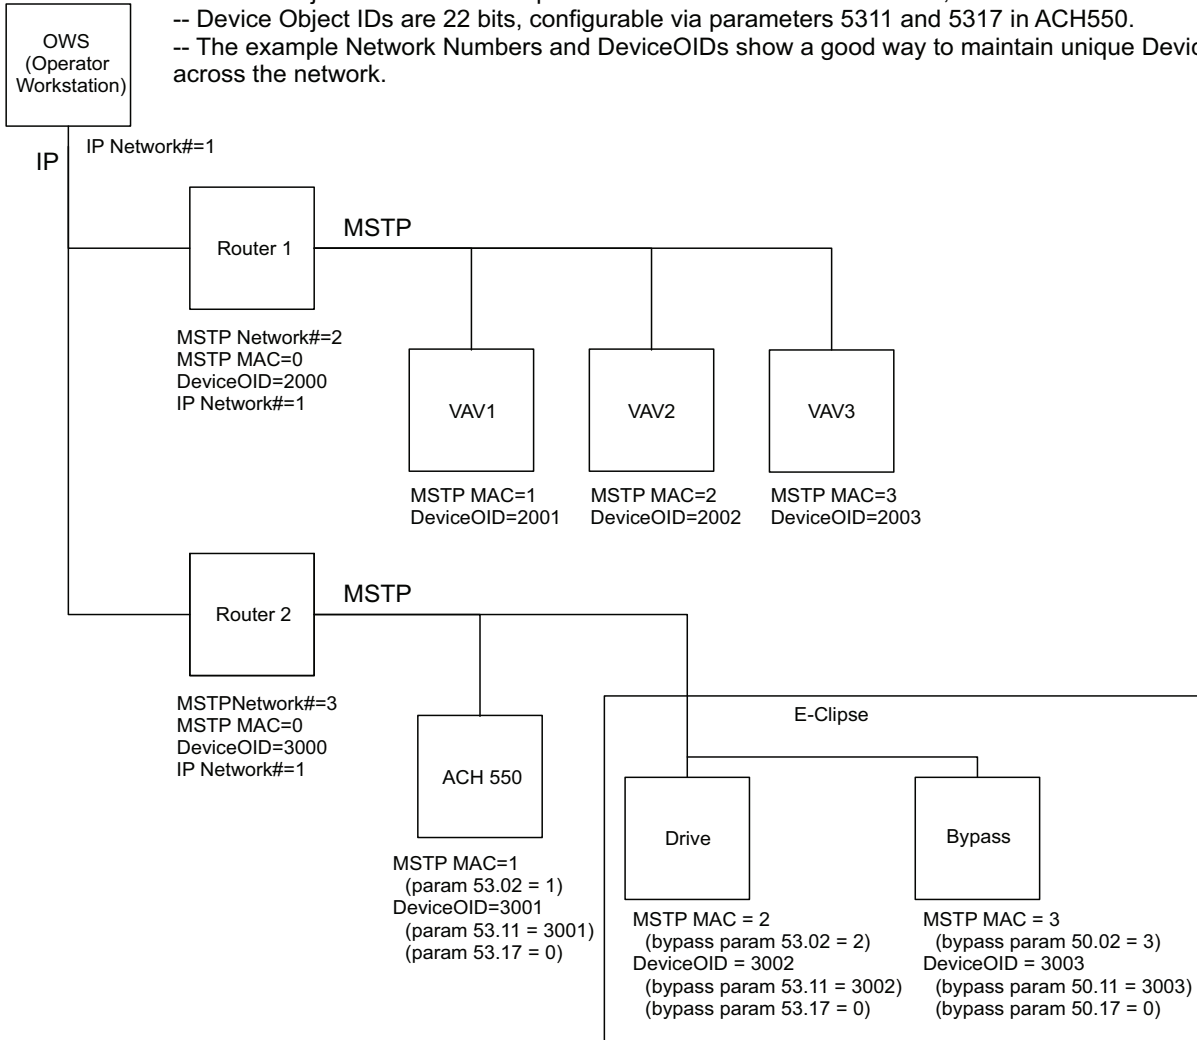 -- Device Object IDs are 22 bits, configurable via parameters 5311 and 5317 in ACH550.
-- The example Network Numbers and DeviceOIDs show a good way to maintain unique
across the network.
OWS
(Operator
Workstation)
IP
IP Network#=1
Router 1
MSTP
MSTP Network#=2
MSTP MAC=0
DeviceOID=2000
IP Network#=1
VAV1
VAV2
VAV3
MSTP MAC=1
DeviceOID=2001
MSTP MAC=2
DeviceOID=2002
MSTP MAC=3
DeviceOID=2003
Router 2
MSTP
MSTPNetwork#=3
MSTP MAC=0
DeviceOID=3000
IP Network#=1
ACH 550
MSTP MAC=1
(param 53.02 = 1)
DeviceOID=3001
(param 53.11 = 3001)
(param 53.17 = 0)
E-Clipse
Drive
Bypass
MSTP MAC = 2
(bypass param 53.02 = 2)
DeviceOID = 3002
(bypass param 53.11 = 3002)
(bypass param 53.17 = 0)
MSTP MAC = 3
(bypass param 50.02 = 3)
DeviceOID = 3003
(bypass param 50.11 = 3003)
(bypass param 50.17 = 0)